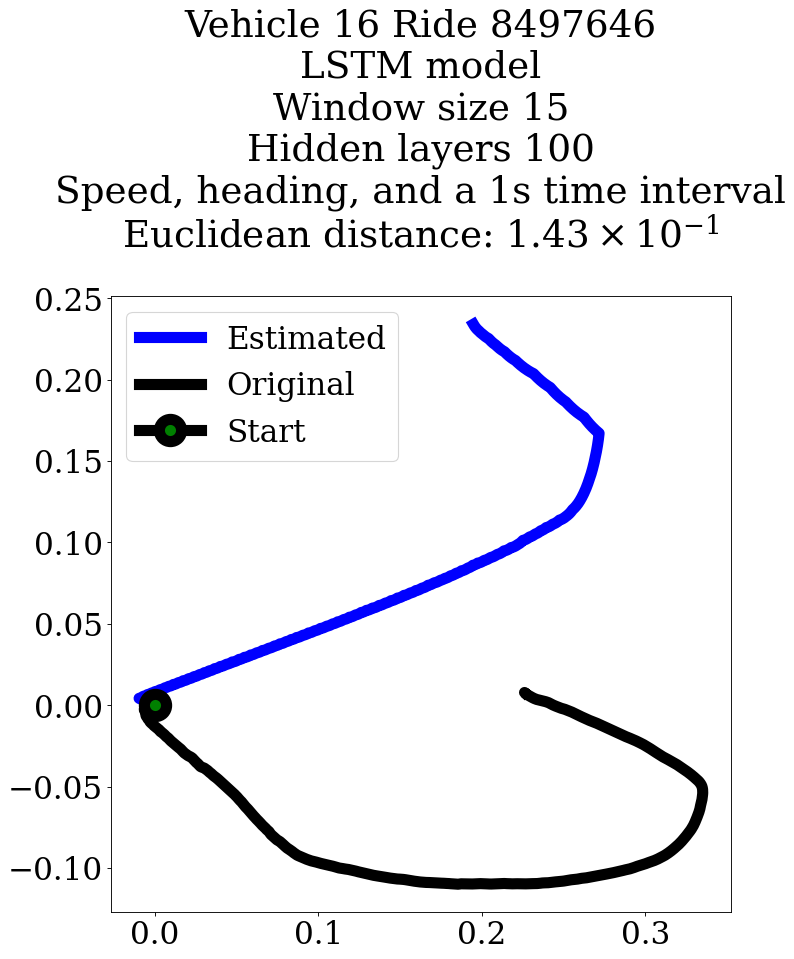 Vehicle 16 Ride 8497646
LSTM model
Window size 15
Hidden layers 100
Speed, heading, and a 1s time interval
Euclidean distance: 1.43 × 10⁻¹
Estimated
Original
Start
0.25
0.20
0.15
0.10
0.05
0.00
−0.05
−0.10
0.0 0.1 0.2 0.3